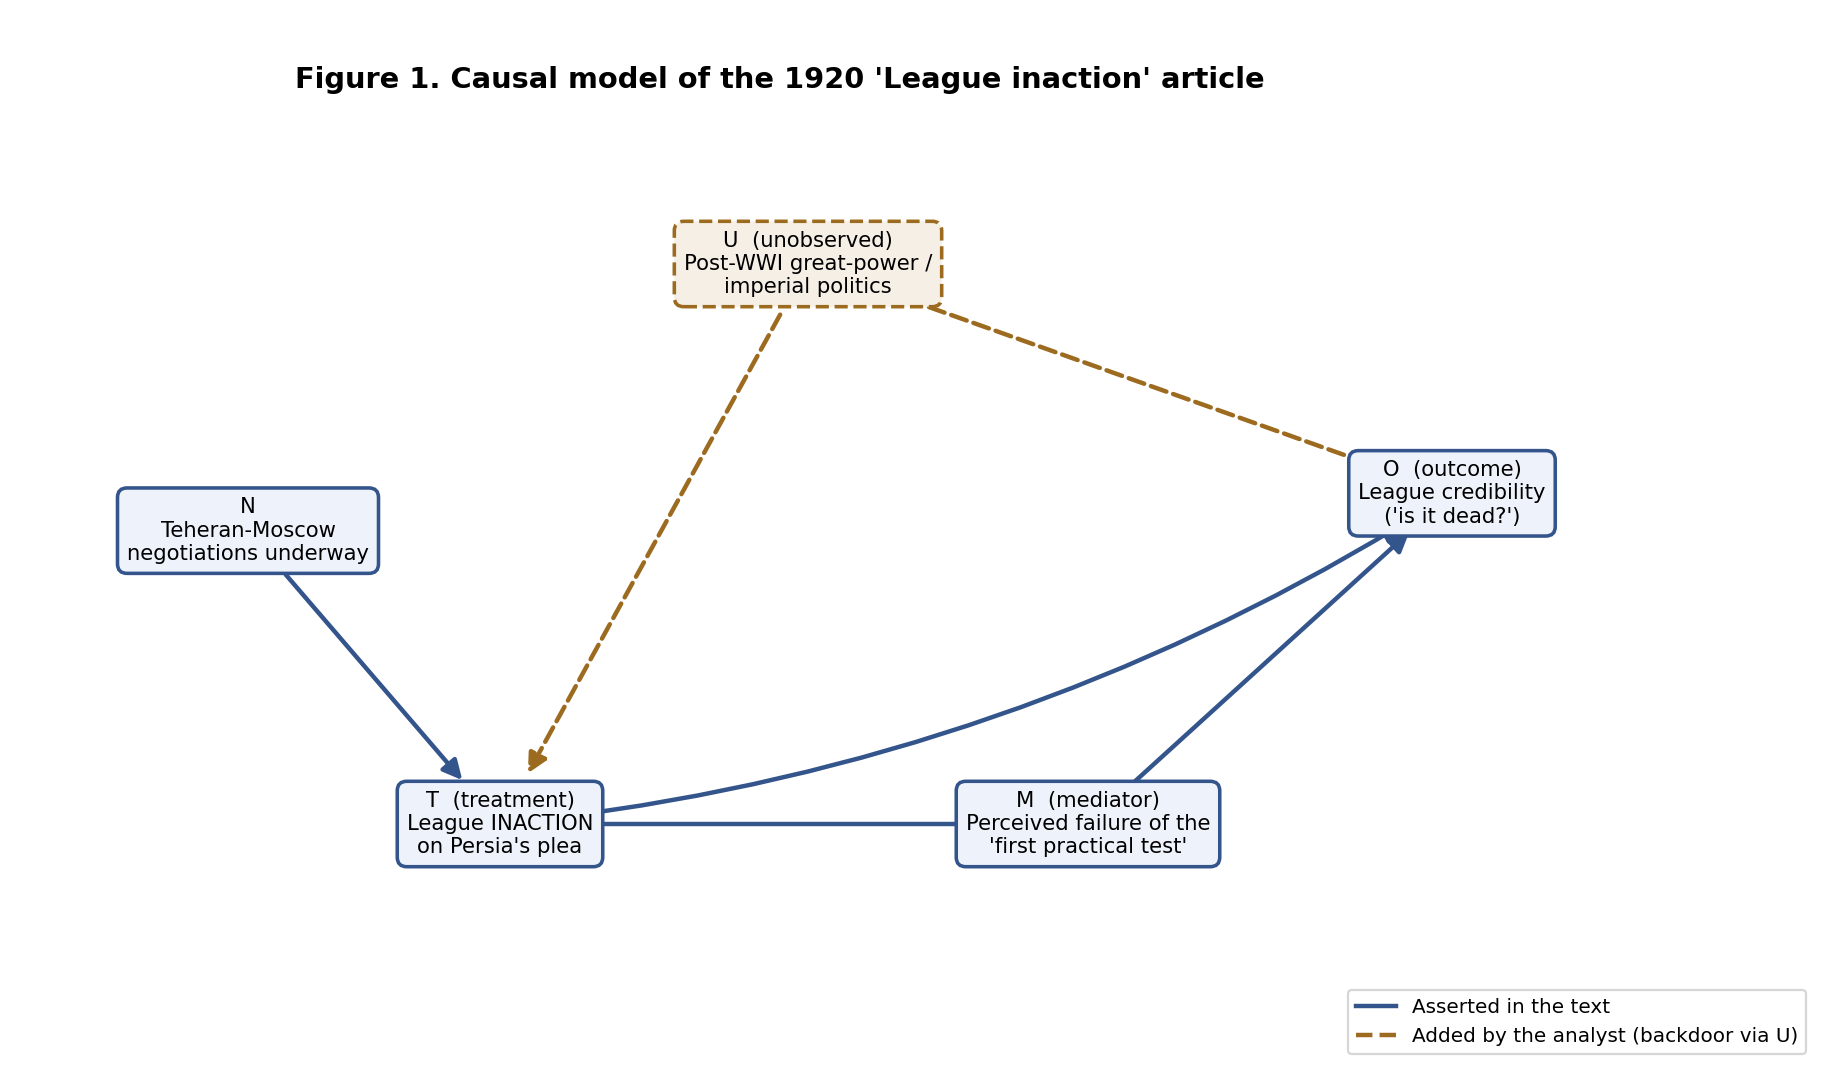 Figure 1. Causal model of the 1920 'League inaction' article
U  (unobserved)
Post-WWI great-power /
imperial politics
O  (outcome)
League credibility
('is it dead?')
N
Teheran-Moscow
negotiations underway
T  (treatment)
League INACTION
on Persia's plea
M  (mediator)
Perceived failure of the
'first practical test'
Asserted in the text
Added by the analyst (backdoor via U)